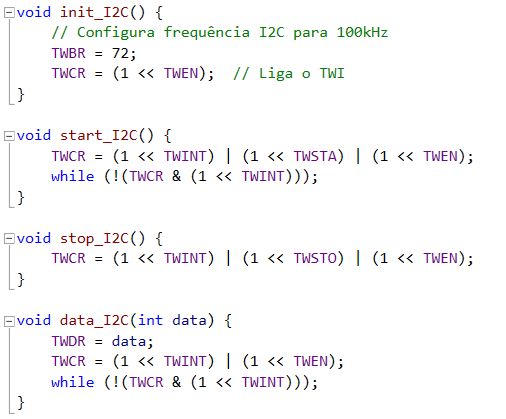 void init_I2C() {
    // Configura frequência I2C para 100kHz
    TWBR = 72;
    TWCR = (1 << TWEN);  // Liga o TWI
}

void start_I2C() {
    TWCR = (1 << TWINT) | (1 << TWSTA) | (1 << TWEN);
    while (!(TWCR & (1 << TWINT)));
}

void stop_I2C() {
    TWCR = (1 << TWINT) | (1 << TWSTO) | (1 << TWEN);
}

void data_I2C(int data) {
    TWDR = data;
    TWCR = (1 << TWINT) | (1 << TWEN);
    while (!(TWCR & (1 << TWINT)));
}